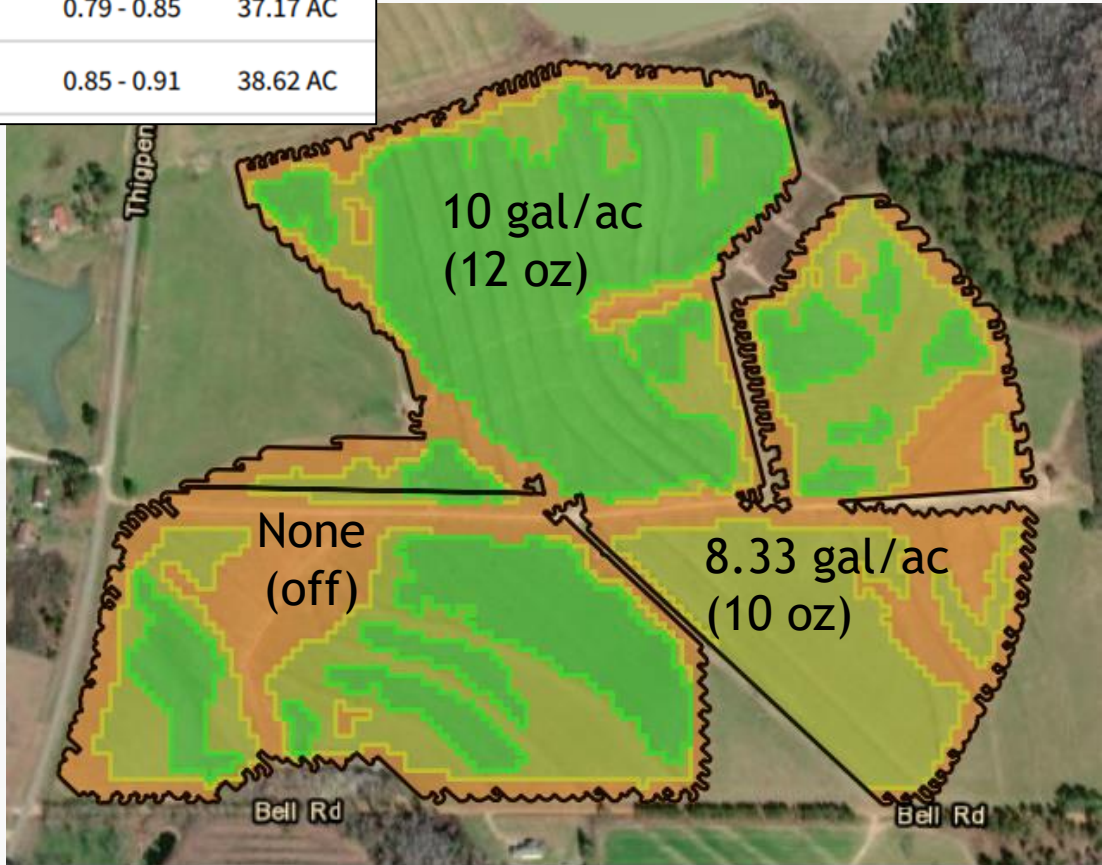 0.79 - 0.85 37.17 AC
0.85 - 0.91 38.62 AC
Thigpen
10 gal/ac
(12 oz)
None
(off)
8.33 gal/ac
(10 oz)
Bell Rd
Bell Rd